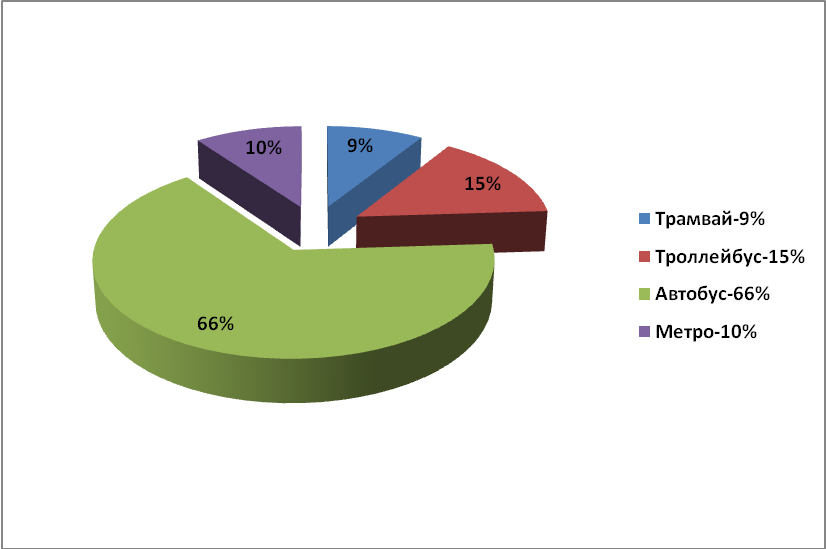 9%
10%
15%
66%
Трамвай-9%
Троллейбус-15%
Автобус-66%
Метро-10%